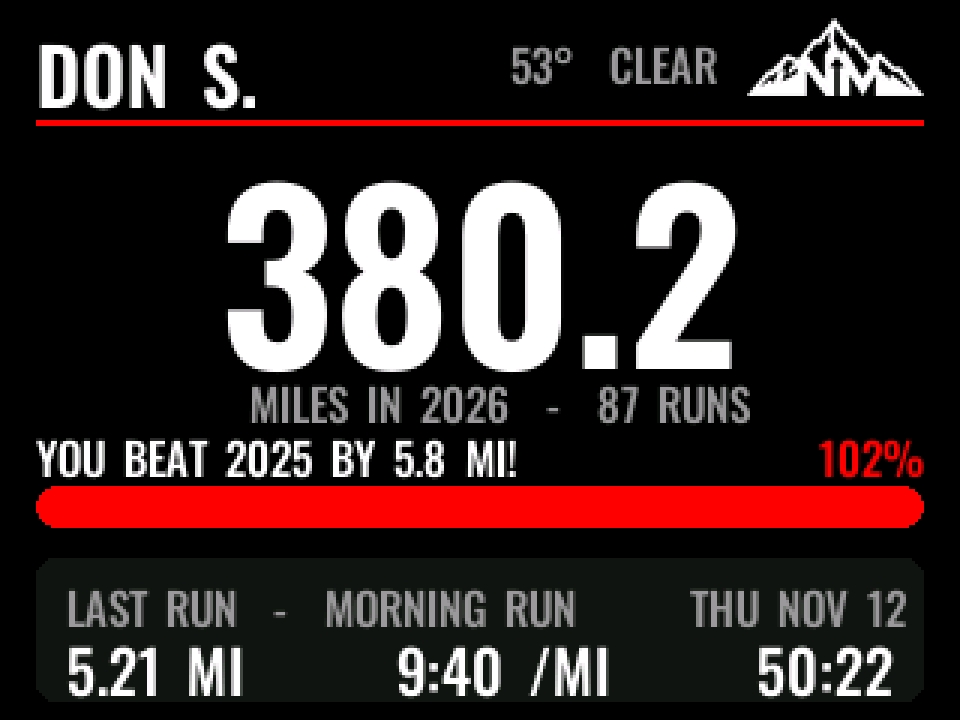 DON S. 53° CLEAR NM
380.2
MILES IN 2026 - 87 RUNS
YOU BEAT 2025 BY 5.8 MI! 102%
LAST RUN - MORNING RUN THU NOV 12
5.21 MI 9:40 /MI 50:22